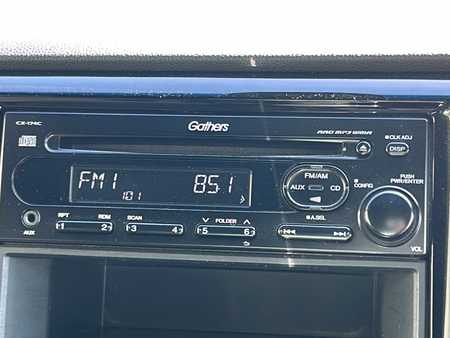 CX-174C Gathers AAC MP3 WMA
CLK ADJ
DISP
FM/AM
AUX CD
CONFIG
PUSH PWR/ENTER
FM1 85.1
101
RPT RDM SCAN FOLDER A.SEL
1 2 3 4 5 6
AUX
VOL